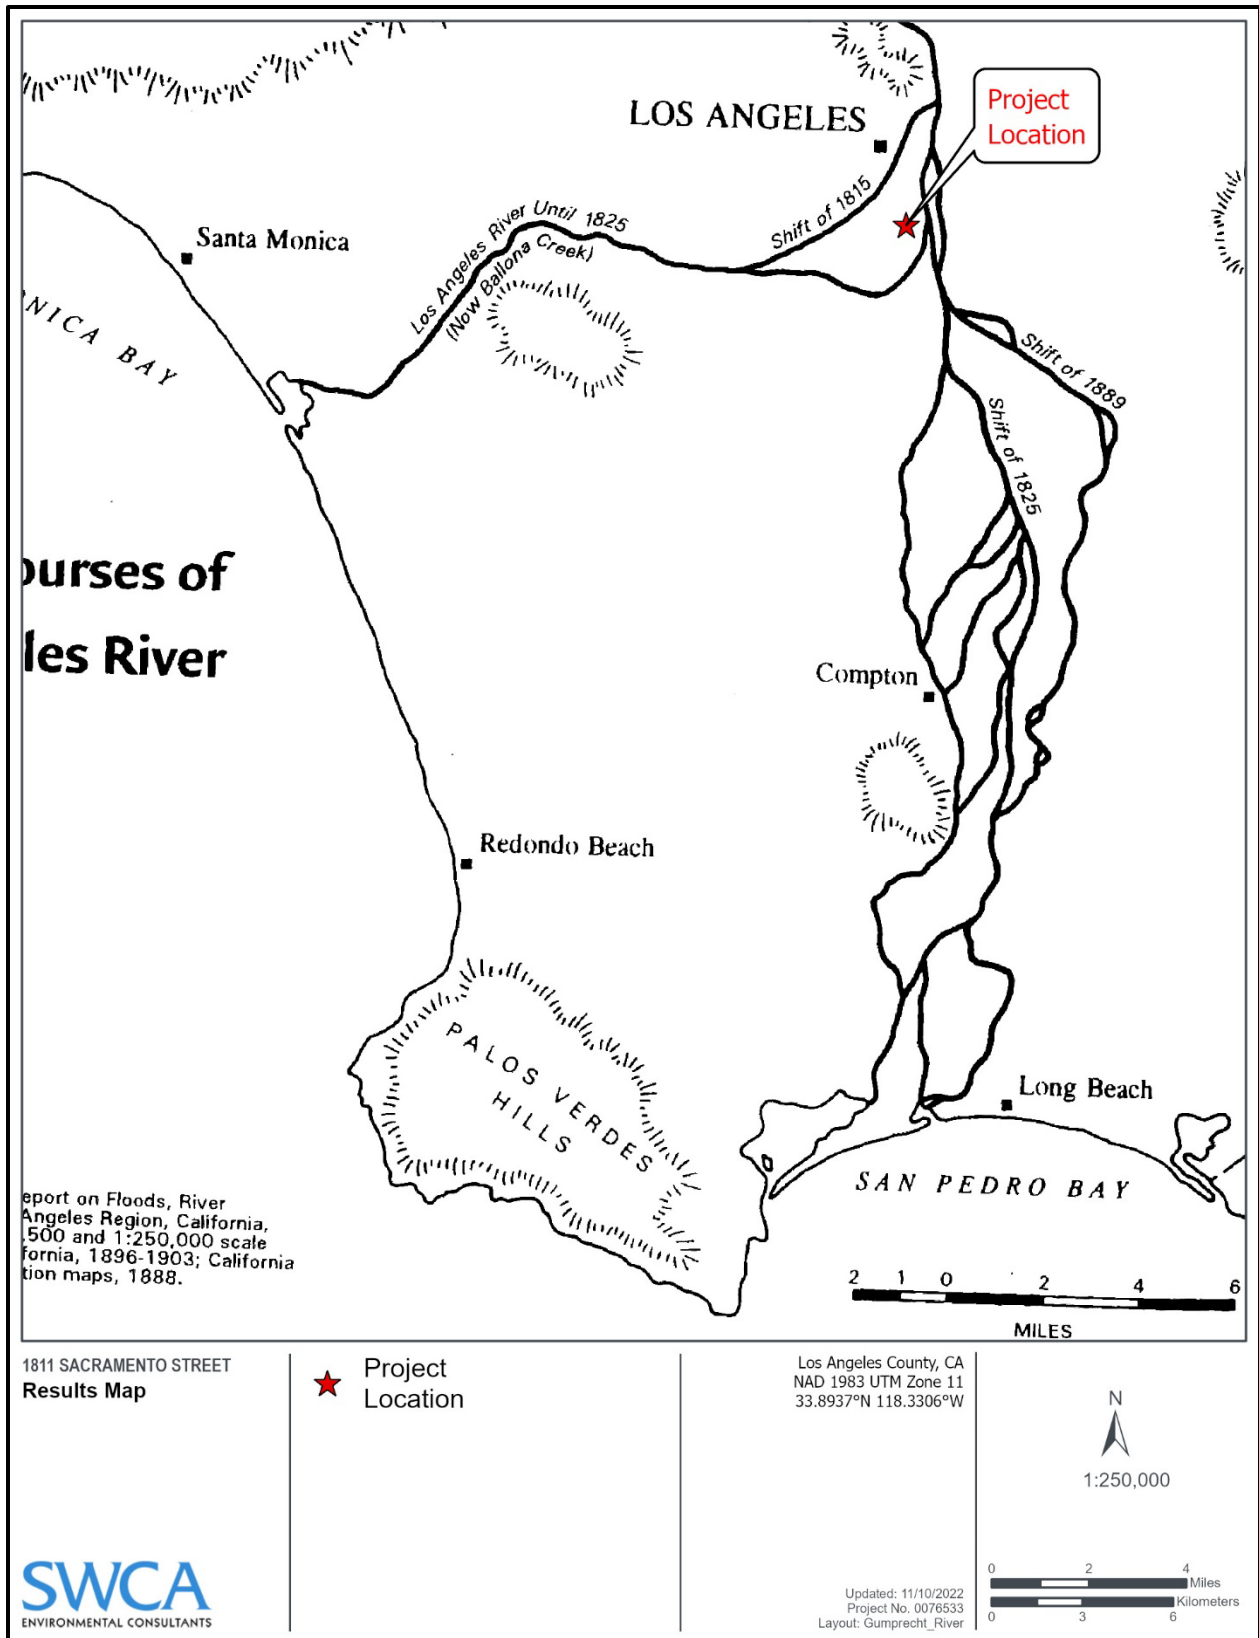 LOS ANGELES
Project
Location
Shift of 1815
Los Angeles River Until 1825
(Now Ballona Creek)
Santa Monica
NICA BAY
Shift of 1889
Shift of 1825
ourses of
les River
Compton
Redondo Beach
PALOS VERDES
HILLS
Long Beach
SAN PEDRO BAY
eport on Floods, River
Angeles Region, California,
.500 and 1:250,000 scale
fornia, 1896-1903; California
tion maps, 1888.
2 1 0 2 4 6
MILES
1811 SACRAMENTO STREET
Results Map
Project
Location
Los Angeles County, CA
NAD 1983 UTM Zone 11
33.8937°N 118.3306°W
N
1:250,000
SWCA
ENVIRONMENTAL CONSULTANTS
Updated: 11/10/2022
Project No. 0076533
Layout: Gumprecht_River
0 2 4
Miles
Kilometers
0 3 6